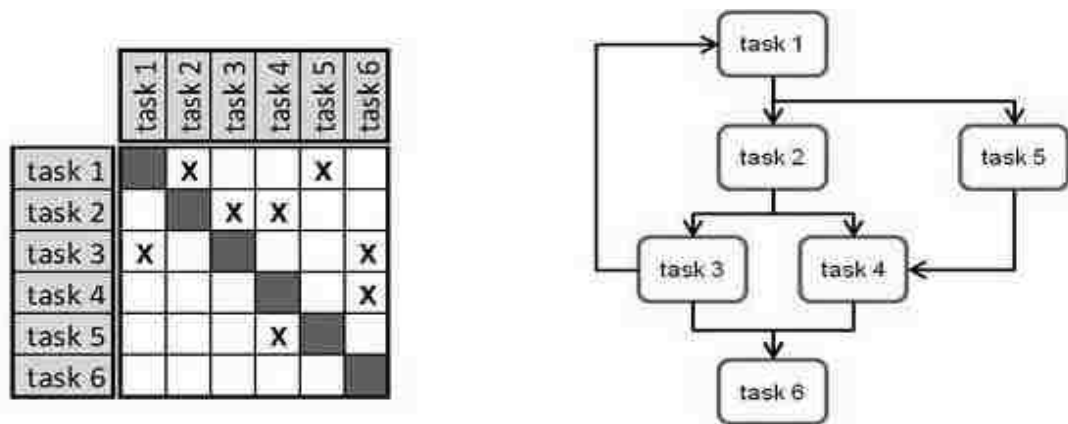 task 1 task 2 task 3 task 4 task 5 task 6
task 1 X X
task 2 X X
task 3 X X
task 4 X
task 5 X
task 6
task 1
task 2 task 5
task 3 task 4
task 6